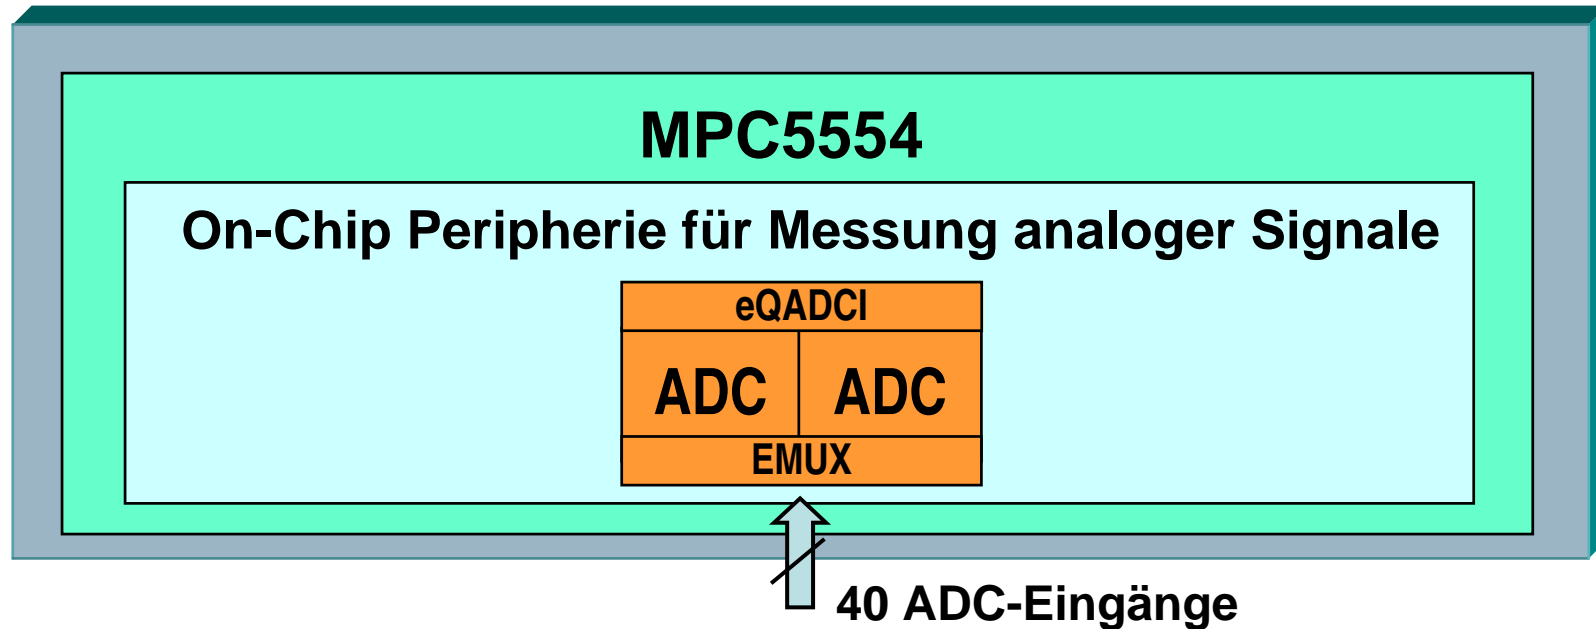 MPC5554
On-Chip Peripherie für Messung analoger Signale
eQADCI
ADC ADC
EMUX
40 ADC-Eingänge